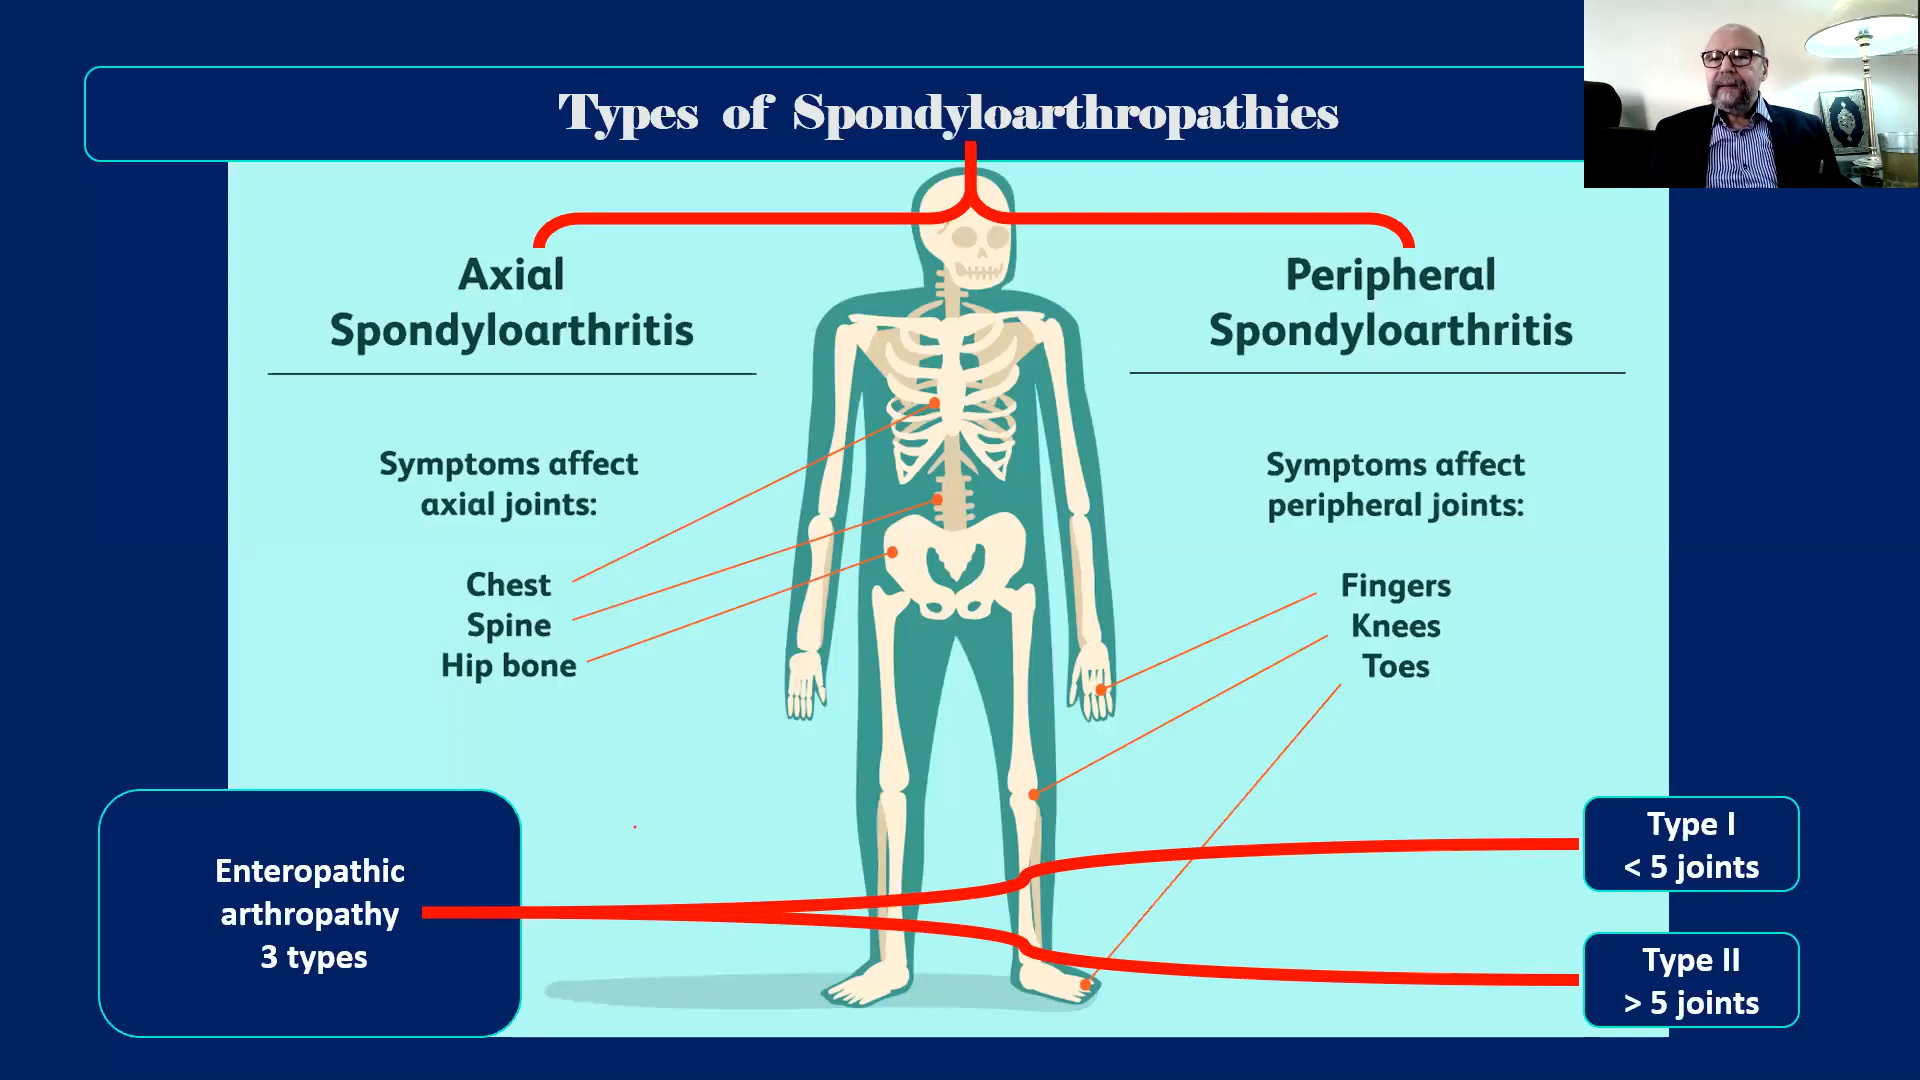 Types of Spondyloarthropathies
Axial
Spondyloarthritis
Symptoms affect
axial joints:
Chest
Spine
Hip bone
Peripheral
Spondyloarthritis
Symptoms affect
peripheral joints:
Fingers
Knees
Toes
Enteropathic
arthropathy
3 types
Type I
< 5 joints
Type II
> 5 joints